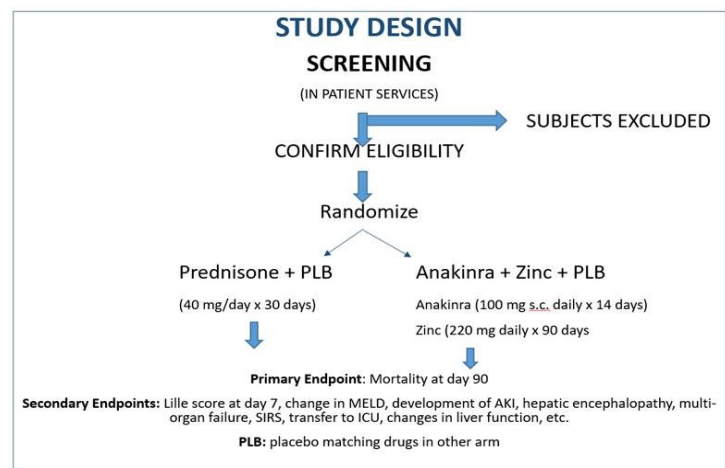 STUDY DESIGN
SCREENING
(IN PATIENT SERVICES)
SUBJECTS EXCLUDED
CONFIRM ELIGIBILITY
Randomize
Prednisone + PLB
(40 mg/day x 30 days)
Anakinra + Zinc + PLB
Anakinra (100 mg s.c. daily x 14 days)
Zinc (220 mg daily x 90 days
Primary Endpoint: Mortality at day 90
Secondary Endpoints: Lille score at day 7, change in MELD, development of AKI, hepatic encephalopathy, multi-
organ failure, SIRS, transfer to ICU, changes in liver function, etc.
PLB: placebo matching drugs in other arm